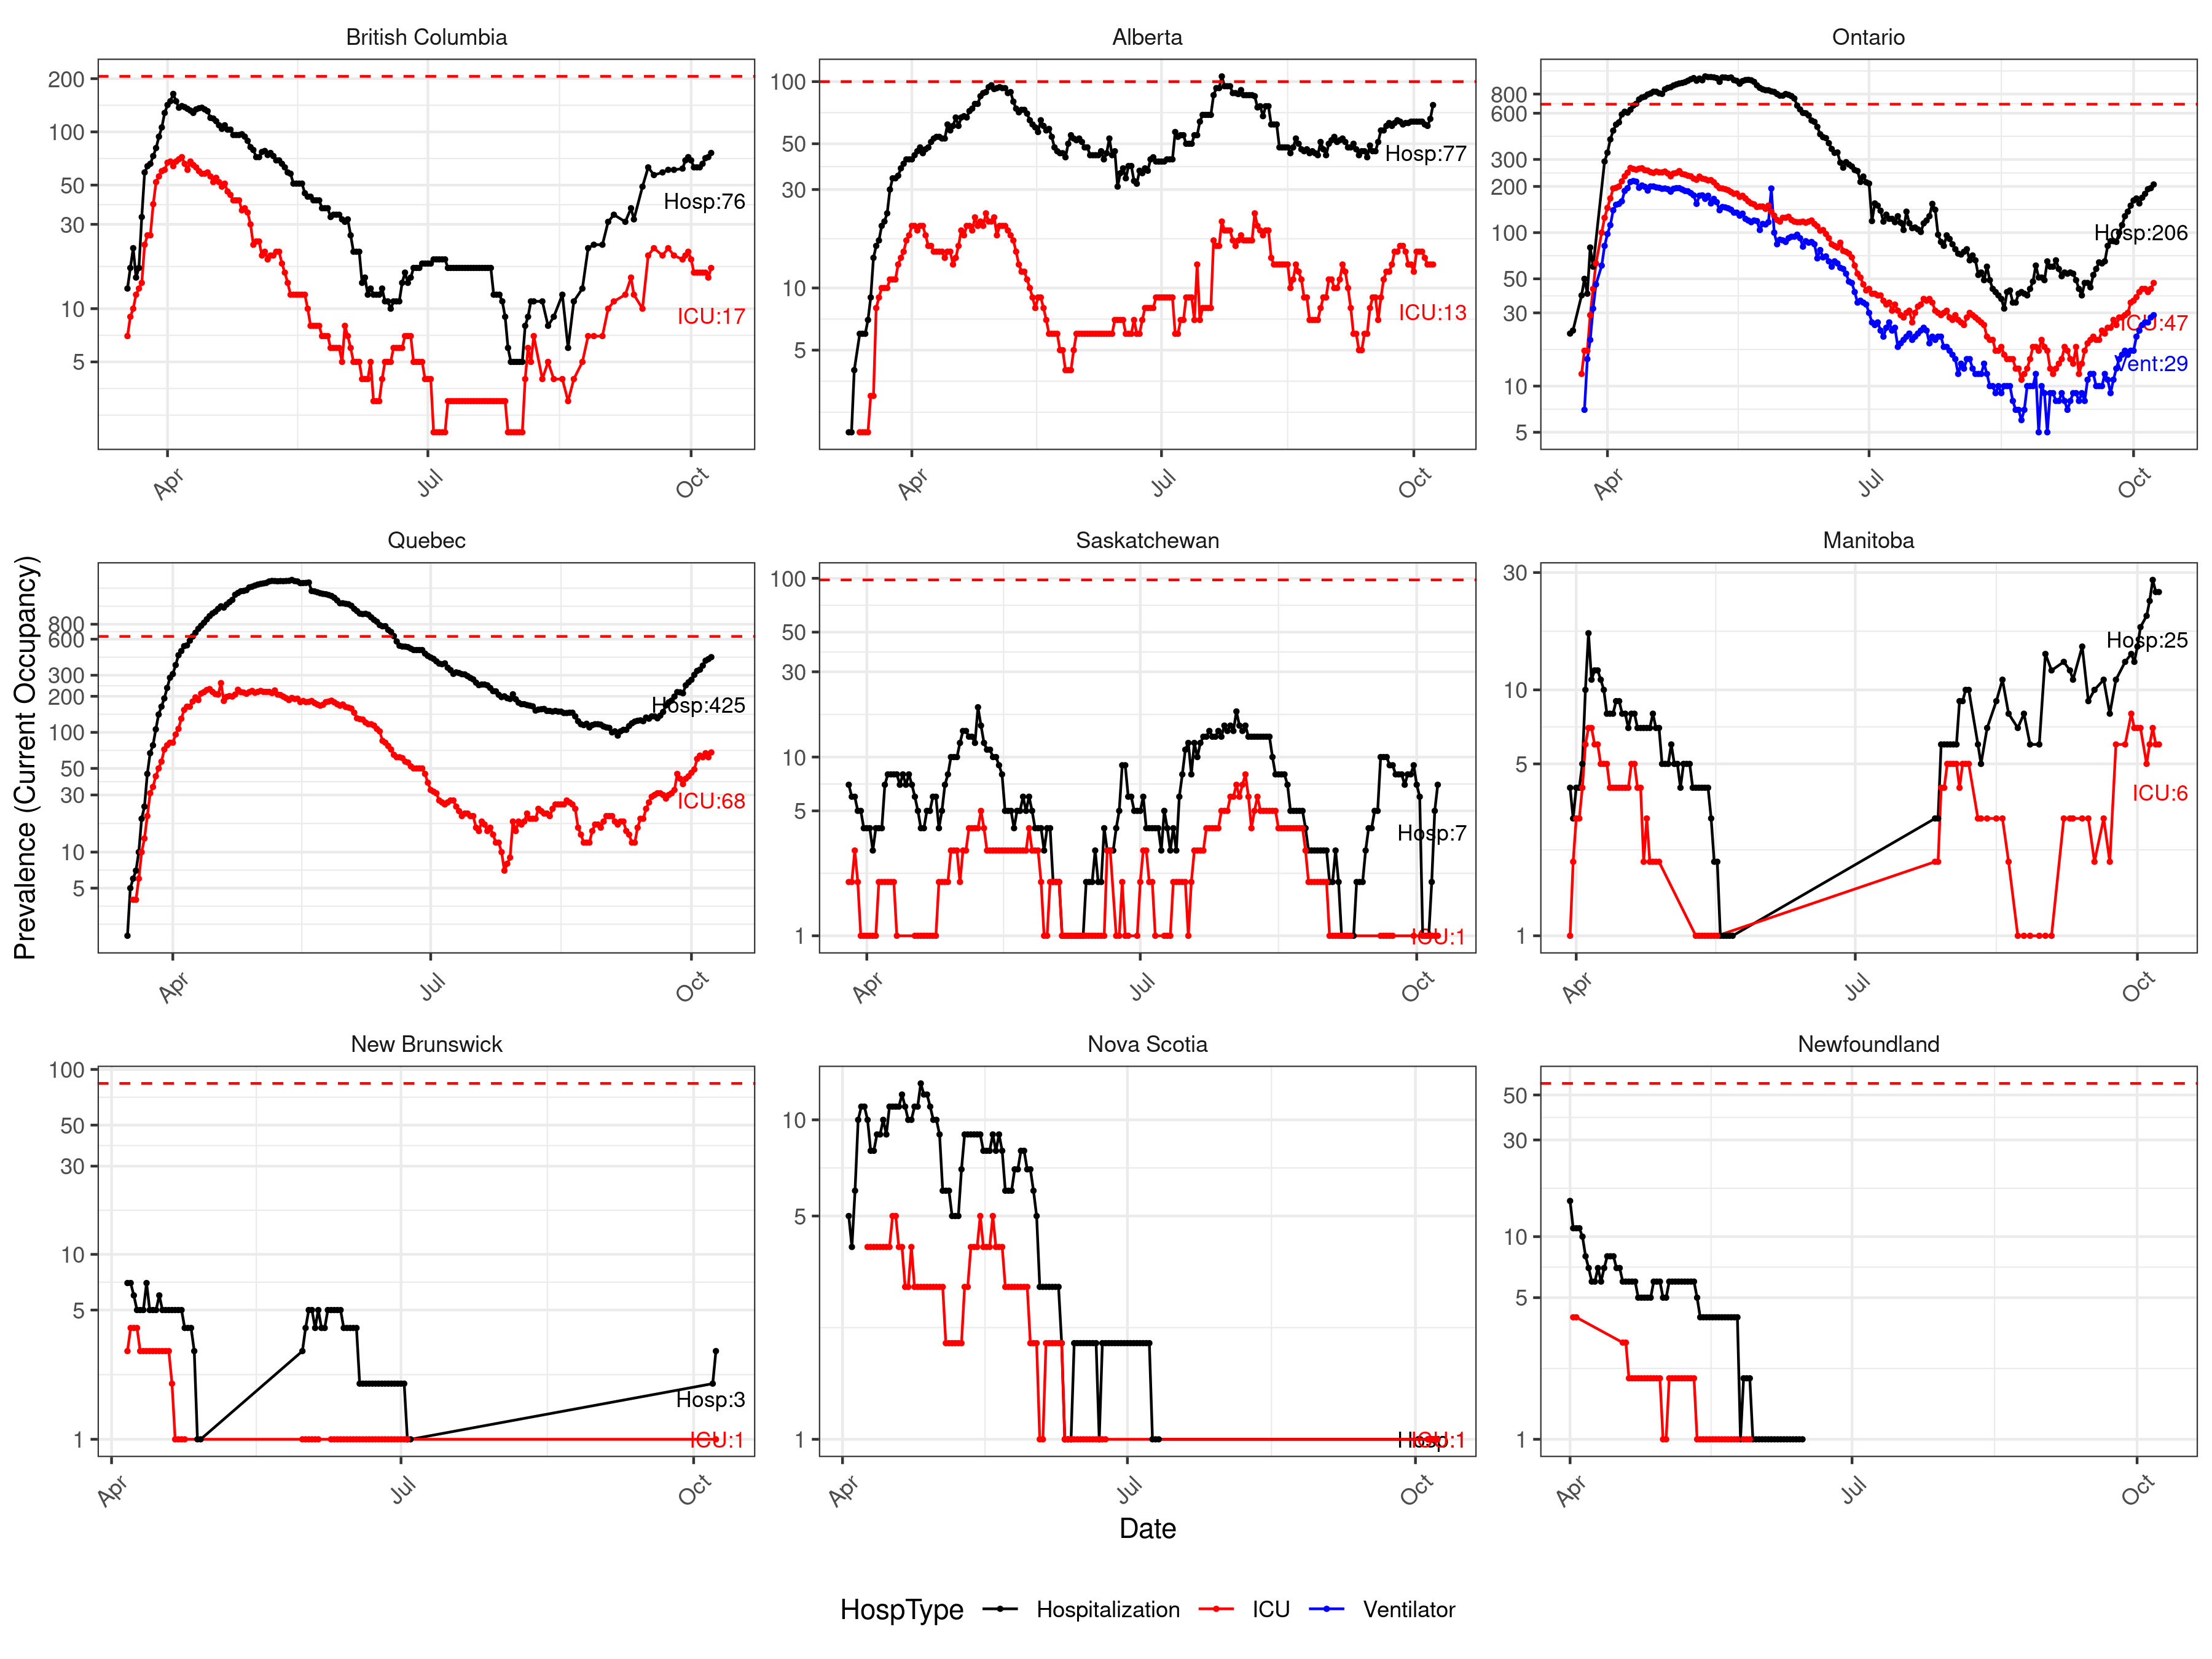 British Columbia
Alberta
Ontario
200
100
50
30
10
5
Hosp:76
ICU:17
Apr
Jul
Oct
100
50
30
10
5
Hosp:77
ICU:13
Apr
Jul
Oct
800
600
300
200
100
50
30
10
5
Hosp:206
ICU:47
Vent:29
Apr
Jul
Oct
Prevalence (Current Occupancy)
Quebec
Saskatchewan
Manitoba
800
600
300
200
100
50
30
10
5
Hosp:425
ICU:68
Apr
Jul
Oct
100
50
30
10
5
1
Hosp:7
ICU:1
Apr
Jul
Oct
30
10
5
1
Hosp:25
ICU:6
Apr
Jul
Oct
New Brunswick
Nova Scotia
Newfoundland
100
50
30
10
5
1
Hosp:3
ICU:1
Apr
Jul
Oct
10
5
1
ICU:1
Apr
Jul
Oct
50
30
10
5
1
Apr
Jul
Oct
Date
HospType Hospitalization ICU Ventilator